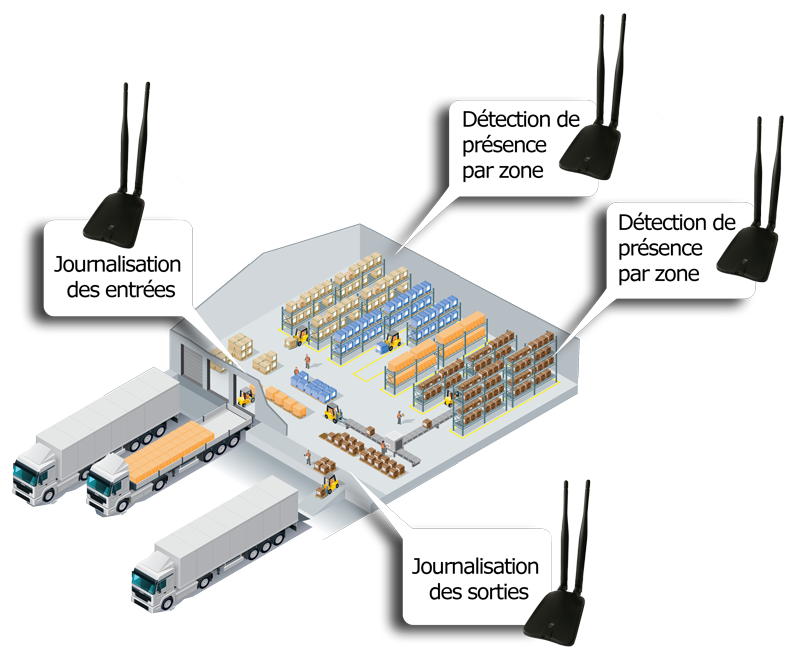 Détection de
présence
par zone
Détection de
présence
par zone
Journalisation
des entrées
Journalisation
des sorties